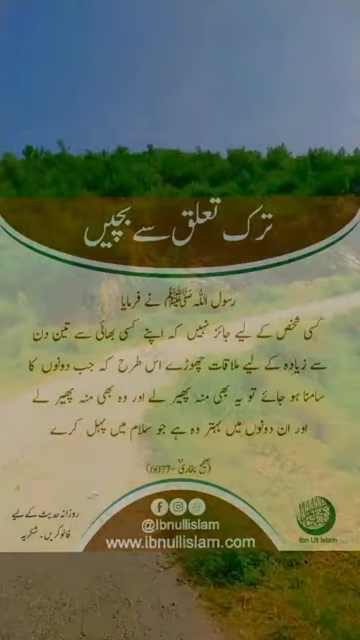 ترک تعلق سے بچیں
رسول اللہ ﷺ نے فرمایا
کسی شخص کے لیے جائز نہیں کہ اپنے کسی بھائی سے تین دن
سے زیادہ کے لیے ملاقات چھوڑے اس طرح کہ جب دونوں کا
سامنا ہو جائے تو یہ بھی منہ پھیر لے اور وہ بھی منہ پھیر لے
اور ان دونوں میں بہتر وہ ہے جو سلام میں پہل کرے
(صحیح بخاری -6077)
روزانہ حدیث کے لیے
فالو کریں۔ شکریہ
@Ibnullislam
www.ibnullislam.com
Ibn Ull Islam